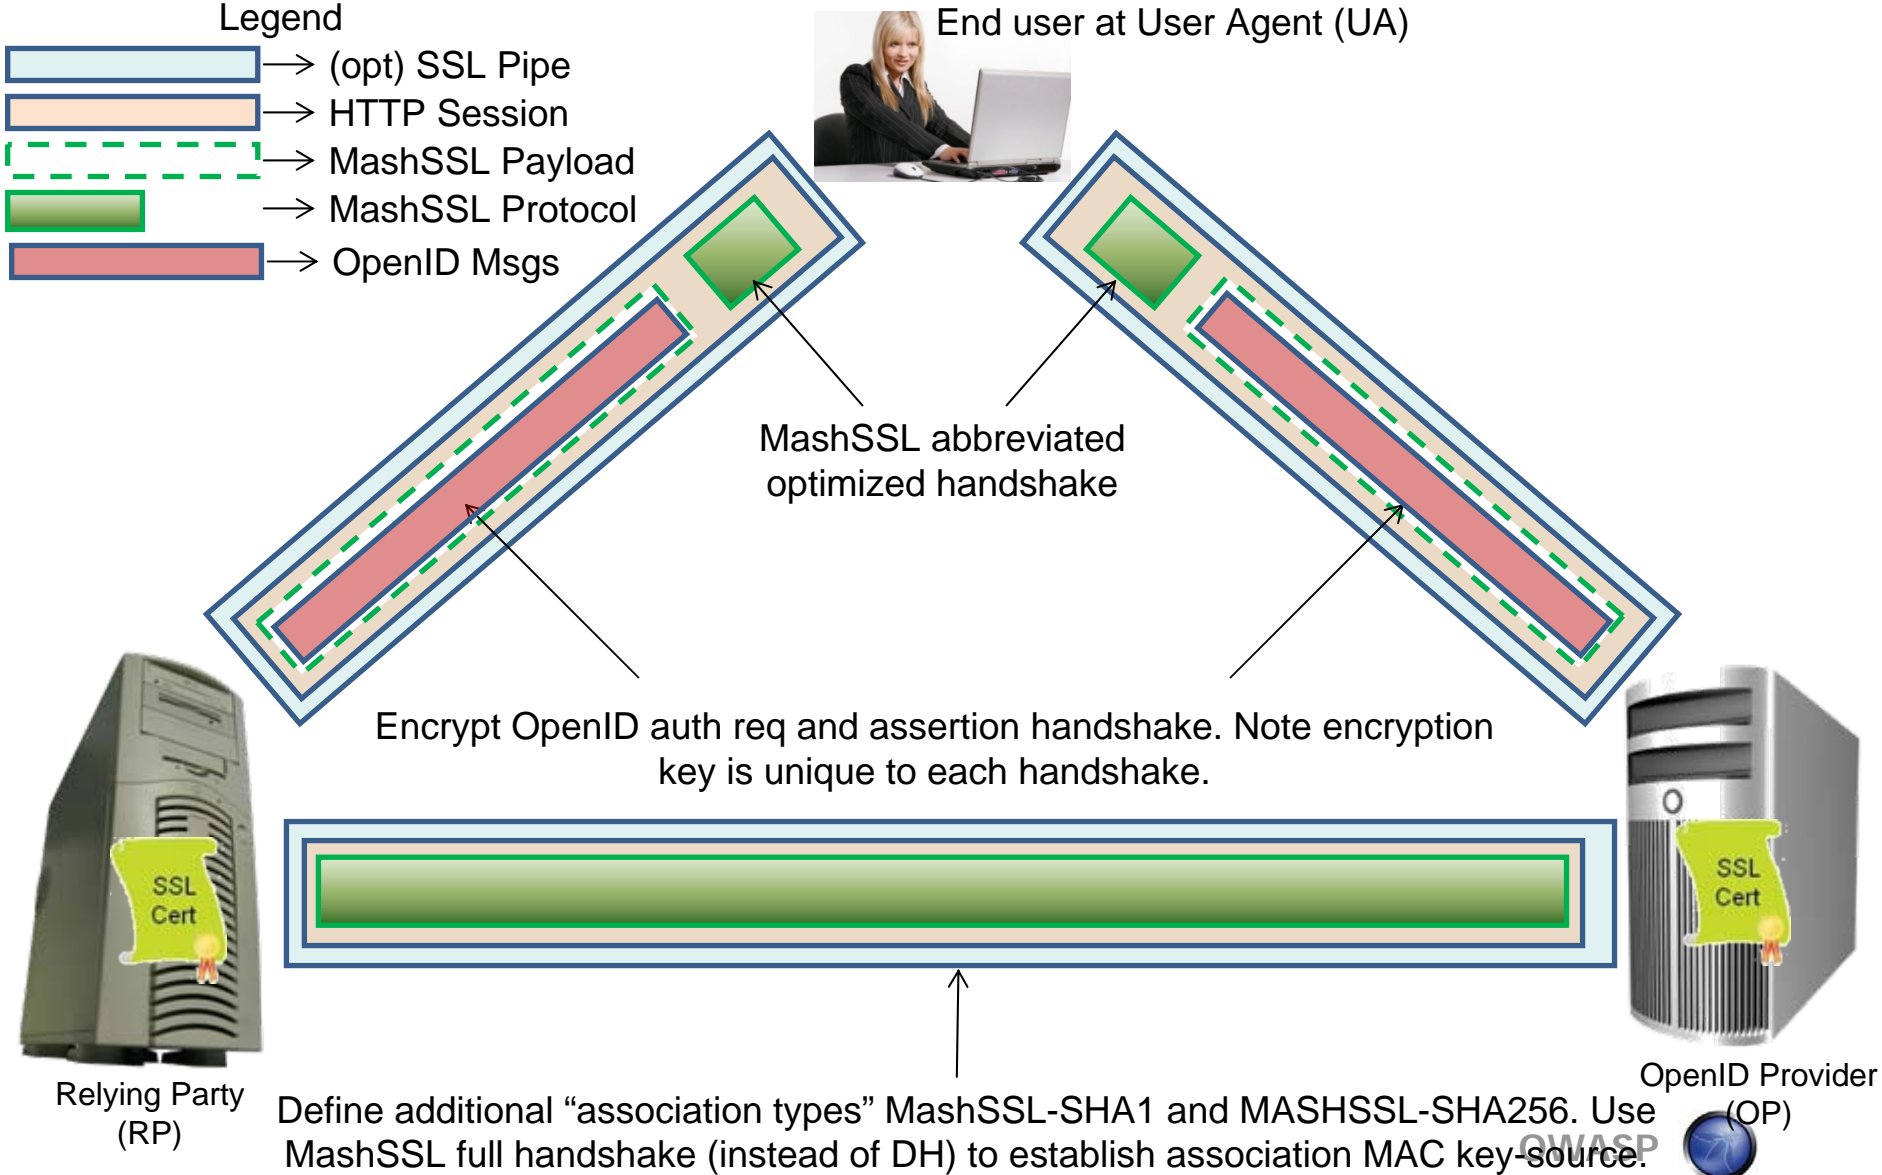 Legend
(opt) SSL Pipe
HTTP Session
MashSSL Payload
MashSSL Protocol
OpenID Msgs
End user at User Agent (UA)
MashSSL abbreviated
optimized handshake
Encrypt OpenID auth req and assertion handshake. Note encryption
key is unique to each handshake.
SSL
Cert
SSL
Cert
Relying Party
(RP)
OpenID Provider
(OP)
Define additional “association types” MashSSL-SHA1 and MASHSSL-SHA256. Use
MashSSL full handshake (instead of DH) to establish association MAC key-source.
OWASP